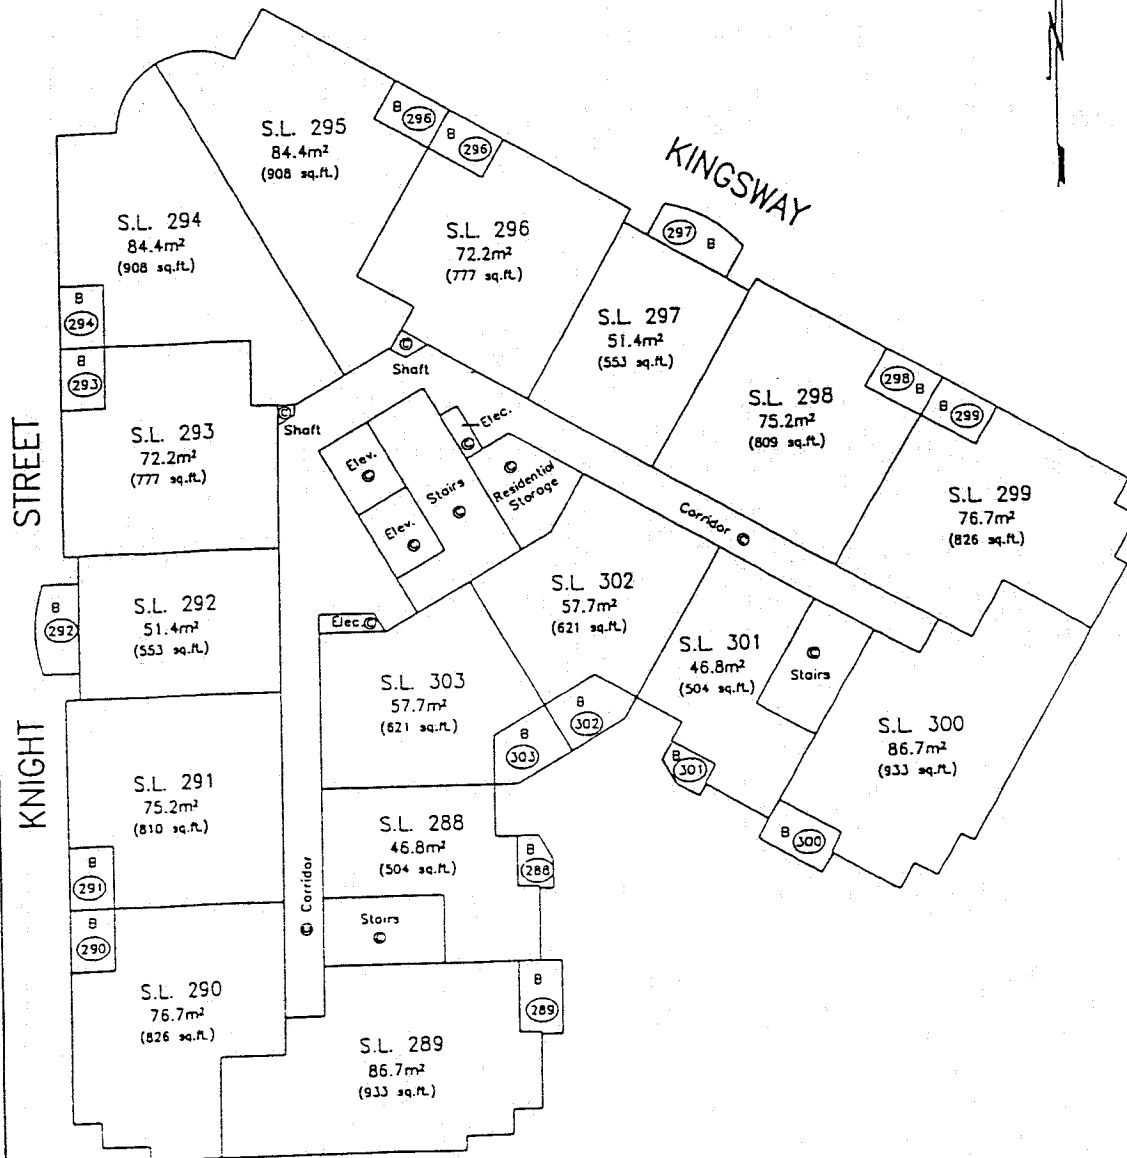 N
KINGSWAY
S.L. 295
84.4m²
(908 sq.ft.)
B 296
B 296
S.L. 294
84.4m²
(908 sq.ft.)
S.L. 296
72.2m²
(777 sq.ft.)
297 B
B
294
S.L. 297
51.4m²
(553 sq.ft.)
B
293
Shaft
Shaft
S.L. 298
75.2m²
(809 sq.ft.)
298 B
B 299
STREET
S.L. 293
72.2m²
(777 sq.ft.)
Elec.
C
Elev.
C
Stairs
C
Residential
Storage
C
Elev.
C
Corridor C
S.L. 299
76.7m²
(826 sq.ft.)
B
292
S.L. 292
51.4m²
(553 sq.ft.)
Elec. C
S.L. 302
57.7m²
(621 sq.ft.)
S.L. 301
46.8m²
(504 sq.ft.)
C
Stairs
S.L. 303
57.7m²
(621 sq.ft.)
B
302
B
303
B
301
S.L. 300
86.7m²
(933 sq.ft.)
KNIGHT
S.L. 291
75.2m²
(810 sq.ft.)
B
291
S.L. 288
46.8m²
(504 sq.ft.)
B
288
B 300
C Corridor
Stairs
C
B
290
S.L. 290
76.7m²
(826 sq.ft.)
B
289
S.L. 289
86.7m²
(933 sq.ft.)